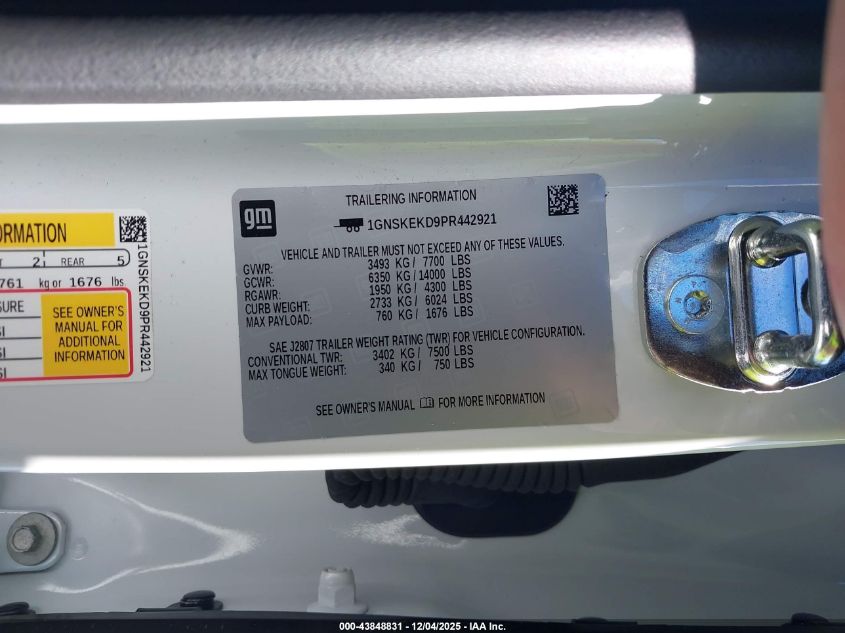 ORMATION
2 REAR 5
761 kg or 1676 lbs
SURE
SEE OWNER'S
MANUAL FOR
ADDITIONAL
INFORMATION
SI
SI
SI
1GNSKEKD9PR442921
gm
TRAILERING INFORMATION
1GNSKEKD9PR442921
VEHICLE AND TRAILER MUST NOT EXCEED ANY OF THESE VALUES.
GVWR: 3493 KG / 7700 LBS
GCWR: 6350 KG / 14000 LBS
RGAWR: 1950 KG / 4300 LBS
CURB WEIGHT: 2733 KG / 6024 LBS
MAX PAYLOAD: 760 KG / 1676 LBS
SAE J2807 TRAILER WEIGHT RATING (TWR) FOR VEHICLE CONFIGURATION.
CONVENTIONAL TWR: 3402 KG / 7500 LBS
MAX TONGUE WEIGHT: 340 KG / 750 LBS
SEE OWNER'S MANUAL FOR MORE INFORMATION
000-43848831 - 12/04/2025 - IAA Inc.